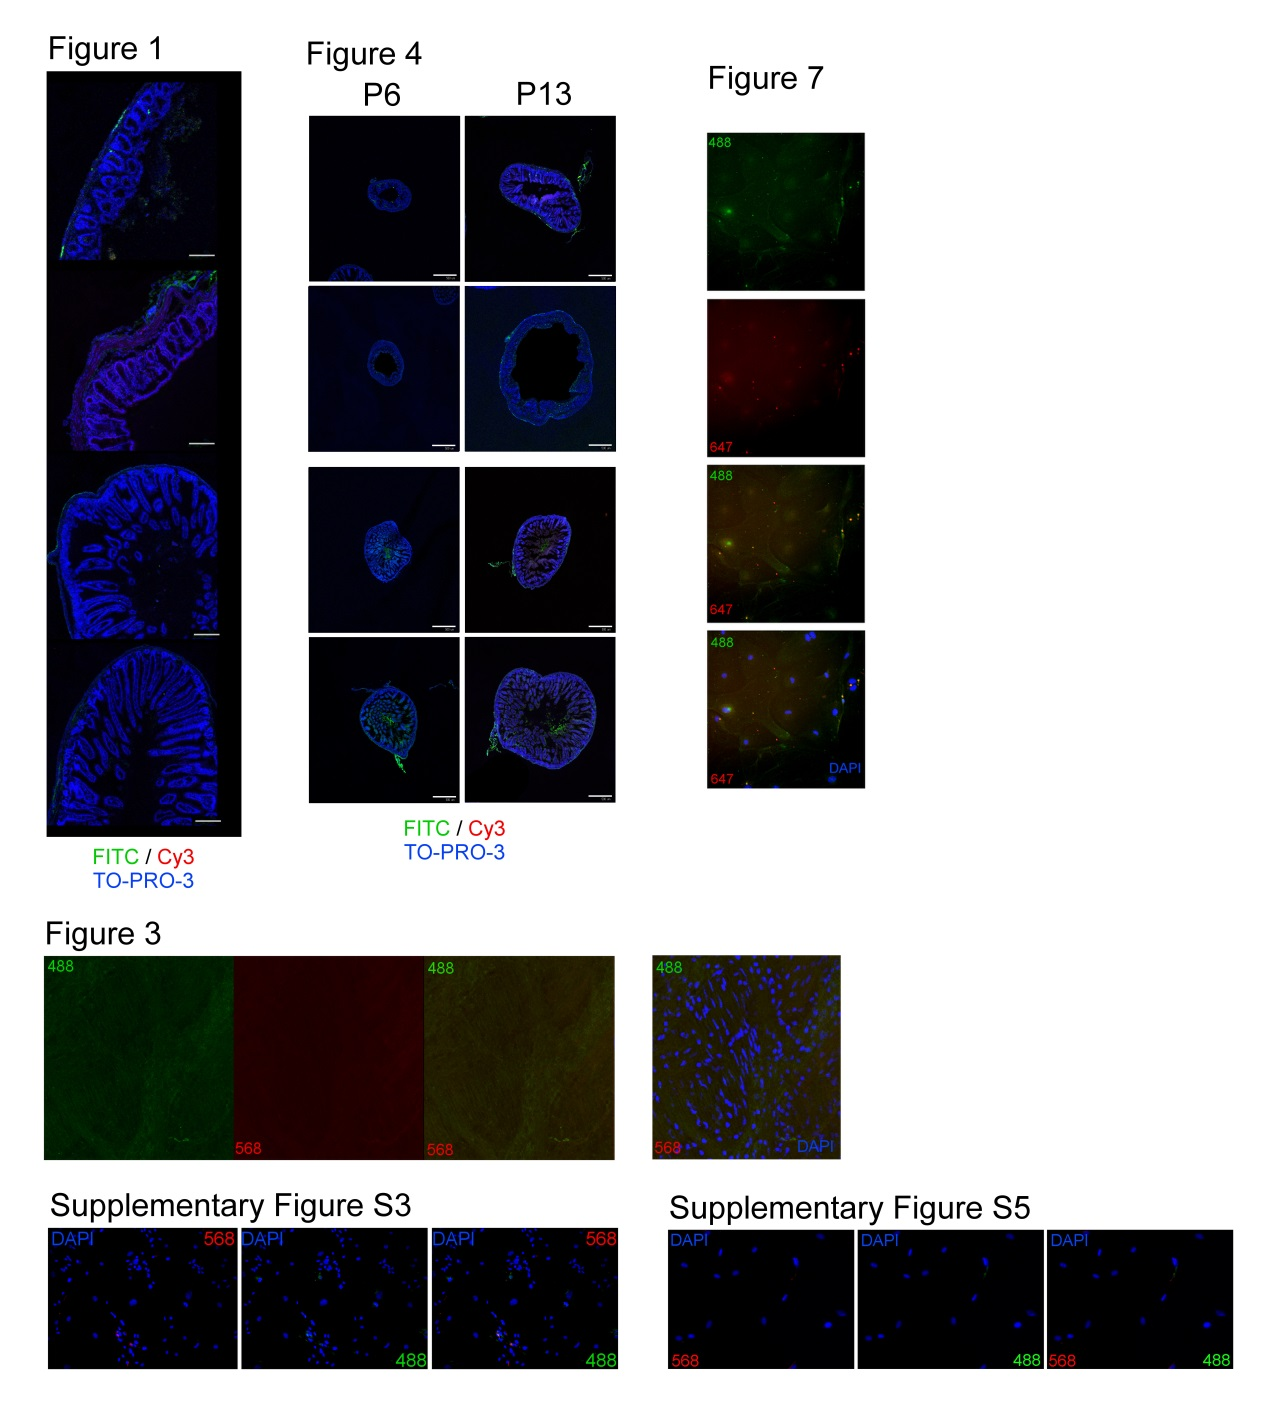 Figure 1
Figure 4
P6 P13
FITC / Cy3
TO-PRO-3
FITC / Cy3
TO-PRO-3
Figure 7
488
647
488
647
488
647
DAPI
Figure 3
488
568
488
568
488
568
DAPI
Supplementary Figure S3
DAPI 568
DAPI
488
DAPI 568
488
Supplementary Figure S5
DAPI
568
DAPI
488
DAPI
568 488